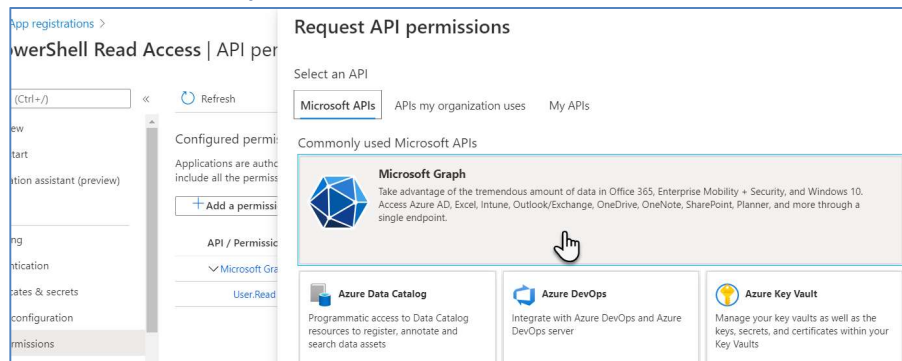 App registrations >
werShell Read Access | API per
(Ctrl+/)
«
Refresh
ew
tart
ation assistant (preview)
ng
ntication
cates & secrets
configuration
rmissions
Configured permis
Applications are autho
include all the permiss
+ Add a permissi
API / Permissio
Microsoft Gra
User.Read
Request API permissions
Select an API
Microsoft APIs APIs my organization uses My APIs
Commonly used Microsoft APIs
Microsoft Graph
Take advantage of the tremendous amount of data in Office 365, Enterprise Mobility + Security, and Windows 10.
Access Azure AD, Excel, Intune, Outlook/Exchange, OneDrive, OneNote, SharePoint, Planner, and more through a
single endpoint.
Azure Data Catalog
Programmatic access to Data Catalog
resources to register, annotate and
search data assets
Azure DevOps
Integrate with Azure DevOps and Azure
DevOps server
Azure Key Vault
Manage your key vaults as well as the
keys, secrets, and certificates within your
Key Vaults